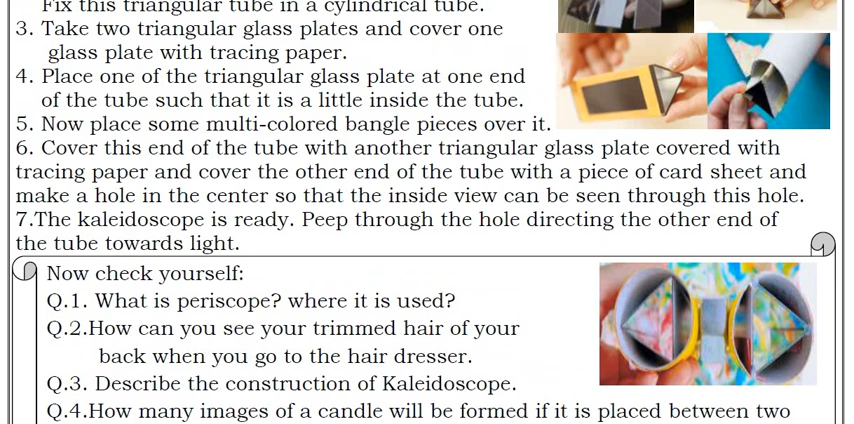 Fix this triangular tube in a cylindrical tube.
3. Take two triangular glass plates and cover one
glass plate with tracing paper.
4. Place one of the triangular glass plate at one end
of the tube such that it is a little inside the tube.
5. Now place some multi-colored bangle pieces over it.
6. Cover this end of the tube with another triangular glass plate covered with
tracing paper and cover the other end of the tube with a piece of card sheet and
make a hole in the center so that the inside view can be seen through this hole.
7.The kaleidoscope is ready. Peep through the hole directing the other end of
the tube towards light.
Now check yourself:
Q.1. What is periscope? where it is used?
Q.2.How can you see your trimmed hair of your
back when you go to the hair dresser.
Q.3. Describe the construction of Kaleidoscope.
Q.4.How many images of a candle will be formed if it is placed between two